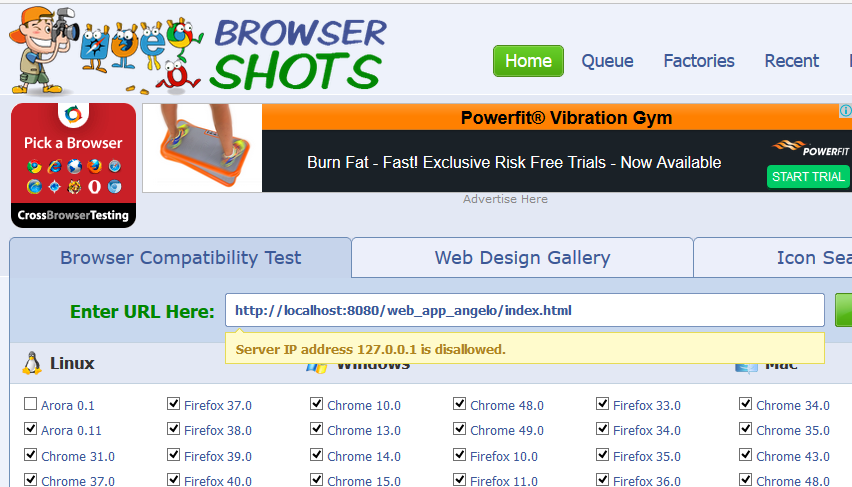 BROWSER
SHOTS
Home Queue Factories Recent
Pick a Browser
CrossBrowserTesting
Powerfit® Vibration Gym
Burn Fat - Fast! Exclusive Risk Free Trials - Now Available
POWERFIT
START TRIAL
Advertise Here
Browser Compatibility Test Web Design Gallery Icon Sea
Enter URL Here: http://localhost:8080/web_app_angelo/index.html
Server IP address 127.0.0.1 is disallowed.
Linux Windows Mac
Arora 0.1 Firefox 37.0 Chrome 10.0 Chrome 48.0 Firefox 33.0 Chrome 34.0
Arora 0.11 Firefox 38.0 Chrome 13.0 Chrome 49.0 Firefox 34.0 Chrome 35.0
Chrome 31.0 Firefox 39.0 Chrome 14.0 Firefox 10.0 Firefox 35.0 Chrome 43.0
Chrome 37.0 Firefox 40.0 Chrome 15.0 Firefox 11.0 Firefox 36.0 Chrome 48.0